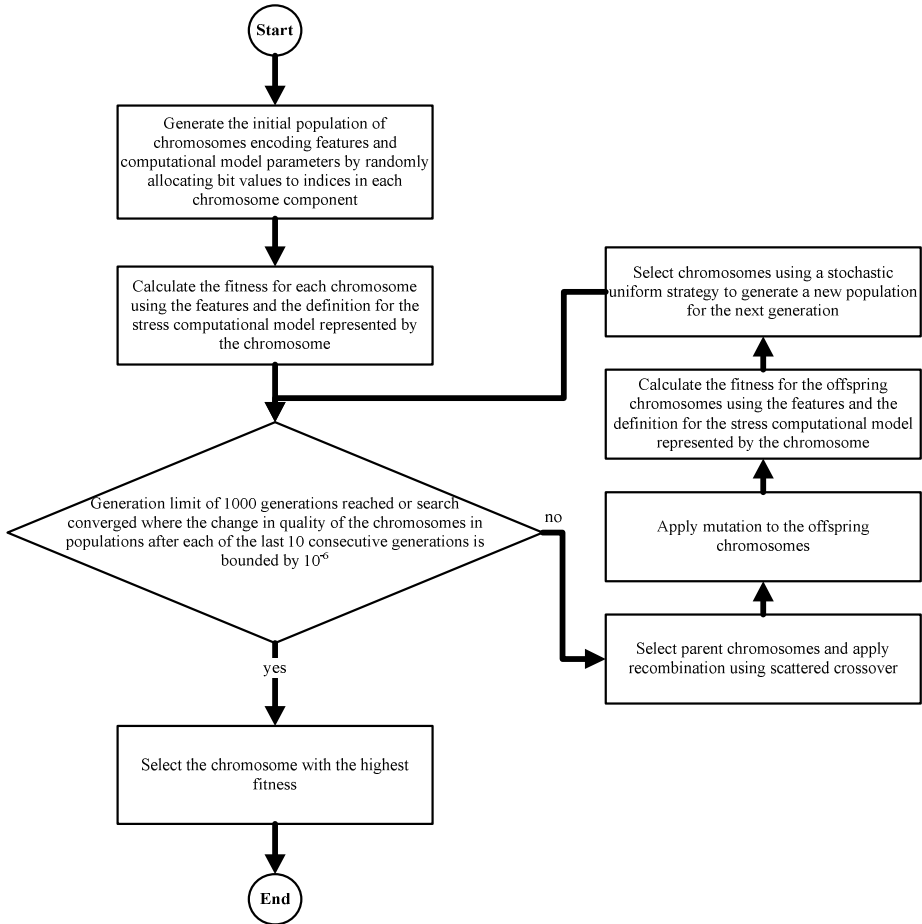 Start
Generate the initial population of
chromosomes encoding features and
computational model parameters by randomly
allocating bit values to indices in each
chromosome component
Calculate the fitness for each chromosome
using the features and the definition for the
stress computational model represented by
the chromosome
Generation limit of 1000 generations reached or search
converged where the change in quality of the chromosomes in
populations after each of the last 10 consecutive generations is
bounded by 10⁻⁶
no
yes
Select the chromosome with the highest
fitness
End
Select chromosomes using a stochastic
uniform strategy to generate a new population
for the next generation
Calculate the fitness for the offspring
chromosomes using the features and the
definition for the stress computational model
represented by the chromosome
Apply mutation to the offspring
chromosomes
Select parent chromosomes and apply
recombination using scattered crossover